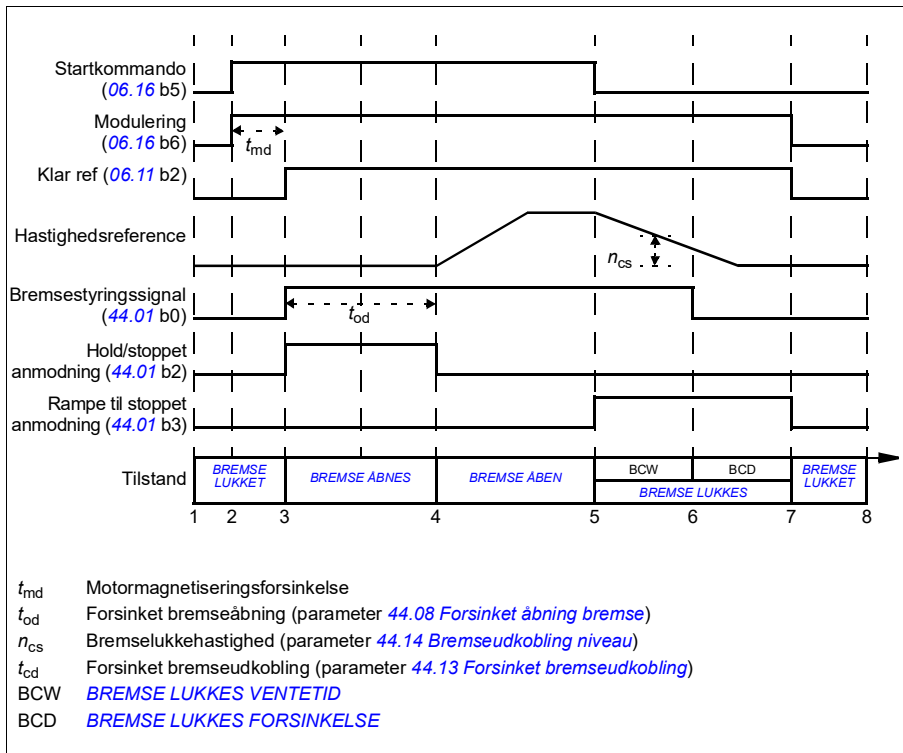 Startkommando
(06.16 b5)
Modulering
(06.16 b6)
tmd
Klar ref (06.11 b2)
Hastighedsreference
ncs
Bremsestyringssignal
(44.01 b0)
tod
Hold/stoppet
anmodning (44.01 b2)
Rampe til stoppet
anmodning (44.01 b3)
Tilstand
BREMSE
LUKKET
BREMSE ÅBNES
BREMSE ÅBEN
BCW
BCD
BREMSE LUKKES
BREMSE
LUKKET
1 2 3 4 5 6 7 8
tmd Motormagnetiseringsforsinkelse
tod Forsinket bremseåbning (parameter 44.08 Forsinket åbning bremse)
ncs Bremselukkehastighed (parameter 44.14 Bremseudkobling niveau)
tcd Forsinket bremseudkobling (parameter 44.13 Forsinket bremseudkobling)
BCW BREMSE LUKKES VENTETID
BCD BREMSE LUKKES FORSINKELSE